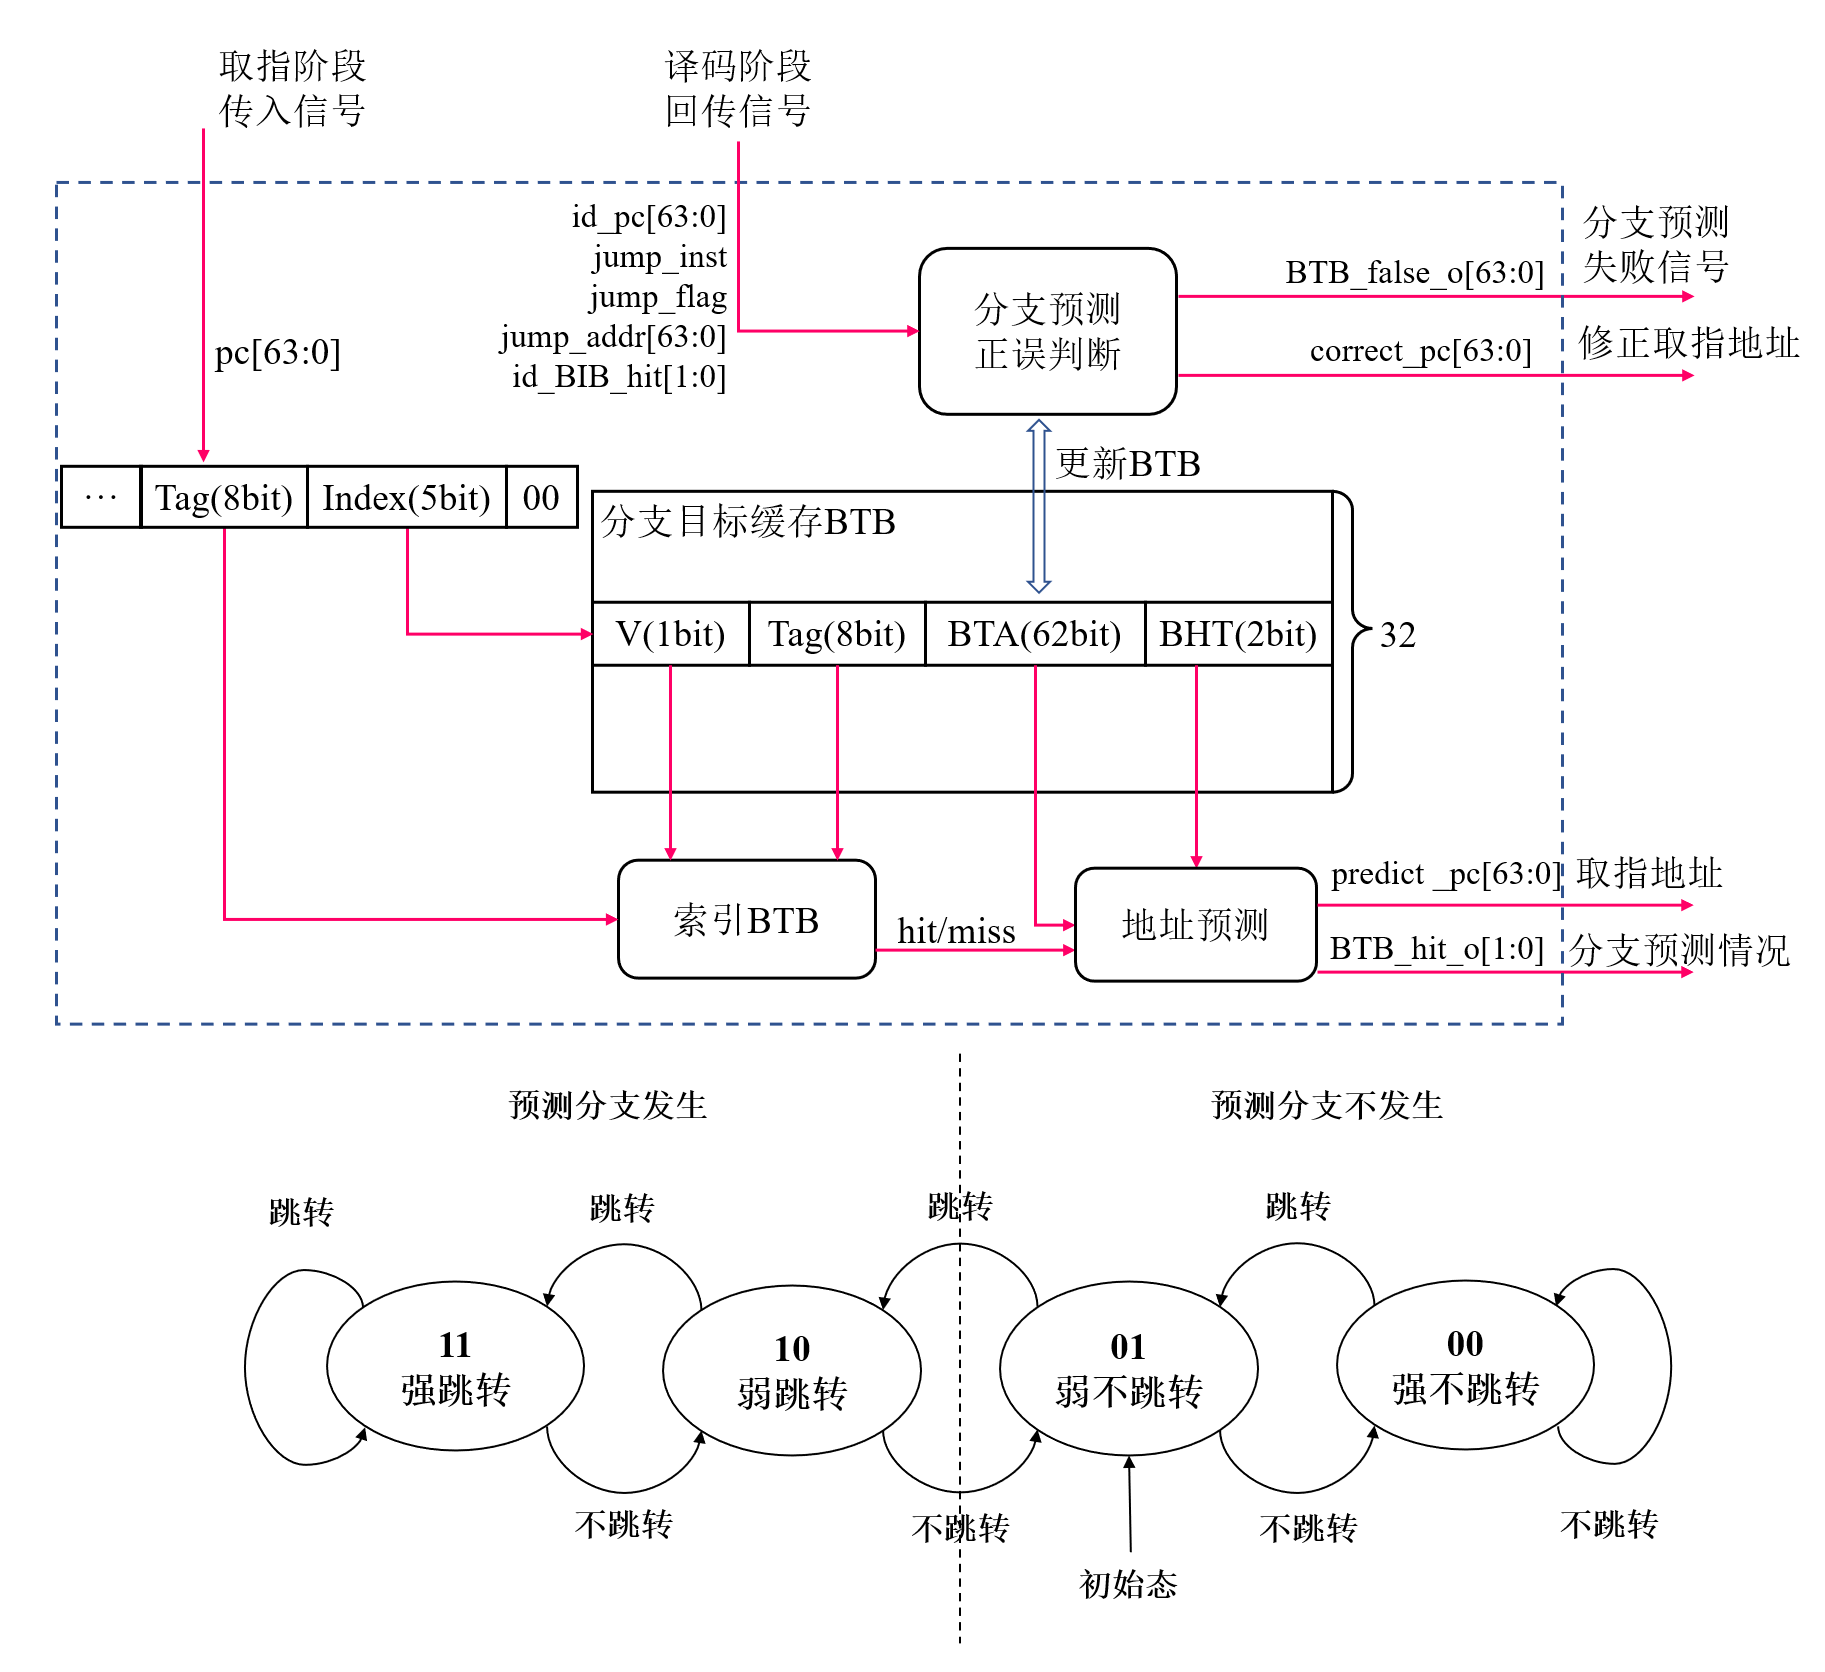 取指阶段
传入信号
译码阶段
回传信号
id_pc[63:0]
jump_inst
jump_flag
jump_addr[63:0]
id_BIB_hit[1:0]
pc[63:0]
分支预测
正误判断
BTB_false_o[63:0]
分支预测
失败信号
correct_pc[63:0]
修正取指地址
更新BTB
… Tag(8bit) Index(5bit) 00
分支目标缓存BTB
V(1bit) Tag(8bit) BTA(62bit) BHT(2bit)
32
索引BTB
hit/miss
地址预测
predict _pc[63:0]
取指地址
BTB_hit_o[1:0]
分支预测情况
预测分支发生
预测分支不发生
跳转
跳转
跳转
跳转
11
强跳转
10
弱跳转
01
弱不跳转
00
强不跳转
不跳转
不跳转
不跳转
不跳转
初始态